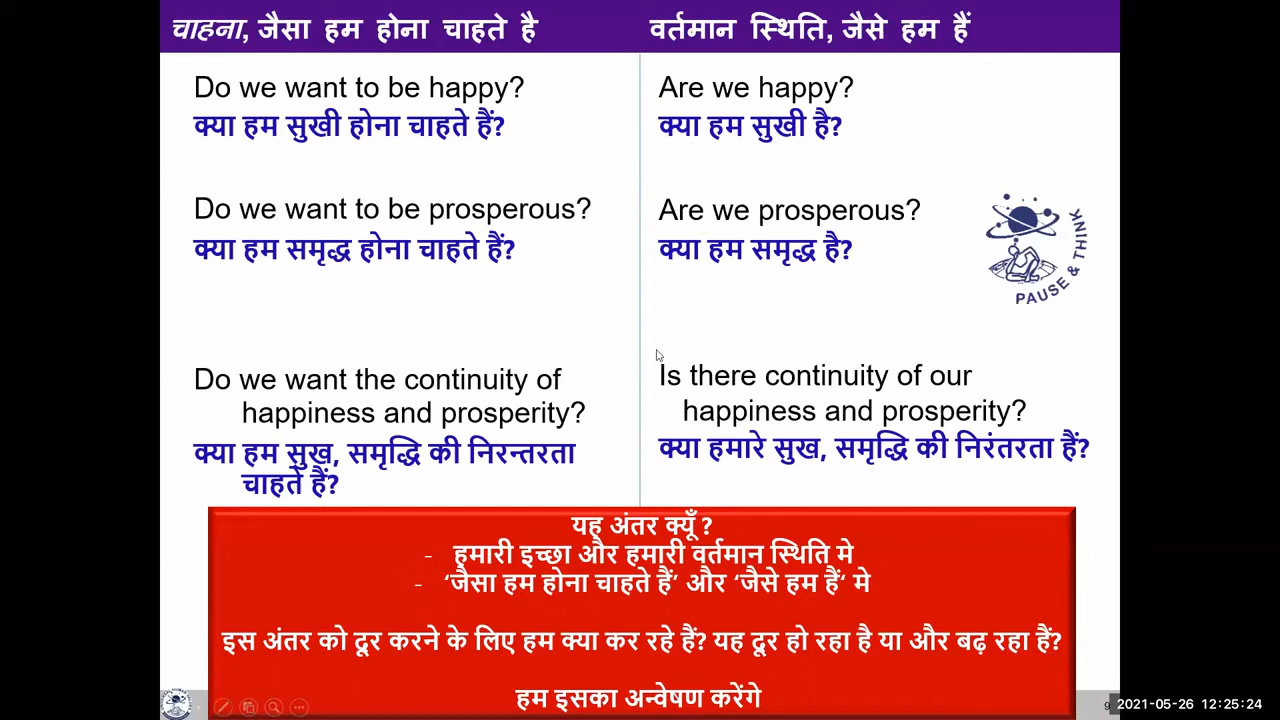 चाहना, जैसा हम होना चाहते है
वर्तमान स्थिति, जैसे हम हैं
Do we want to be happy?
क्या हम सुखी होना चाहते हैं?
Do we want to be prosperous?
क्या हम समृद्ध होना चाहते हैं?
Do we want the continuity of
happiness and prosperity?
क्या हम सुख, समृद्धि की निरन्तरता
चाहते हैं?
Are we happy?
क्या हम सुखी है?
Are we prosperous?
क्या हम समृद्ध है?
PAUSE & THINK
Is there continuity of our
happiness and prosperity?
क्या हमारे सुख, समृद्धि की निरंतरता हैं?
यह अंतर क्यूँ ?
- हमारी इच्छा और हमारी वर्तमान स्थिति मे
- ‘जैसा हम होना चाहते हैं’ और ‘जैसे हम हैं‘ मे
इस अंतर को दूर करने के लिए हम क्या कर रहे हैं? यह दूर हो रहा है या और बढ़ रहा हैं?
हम इसका अन्वेषण करेंगे
9
2021-05-26 12:25:24